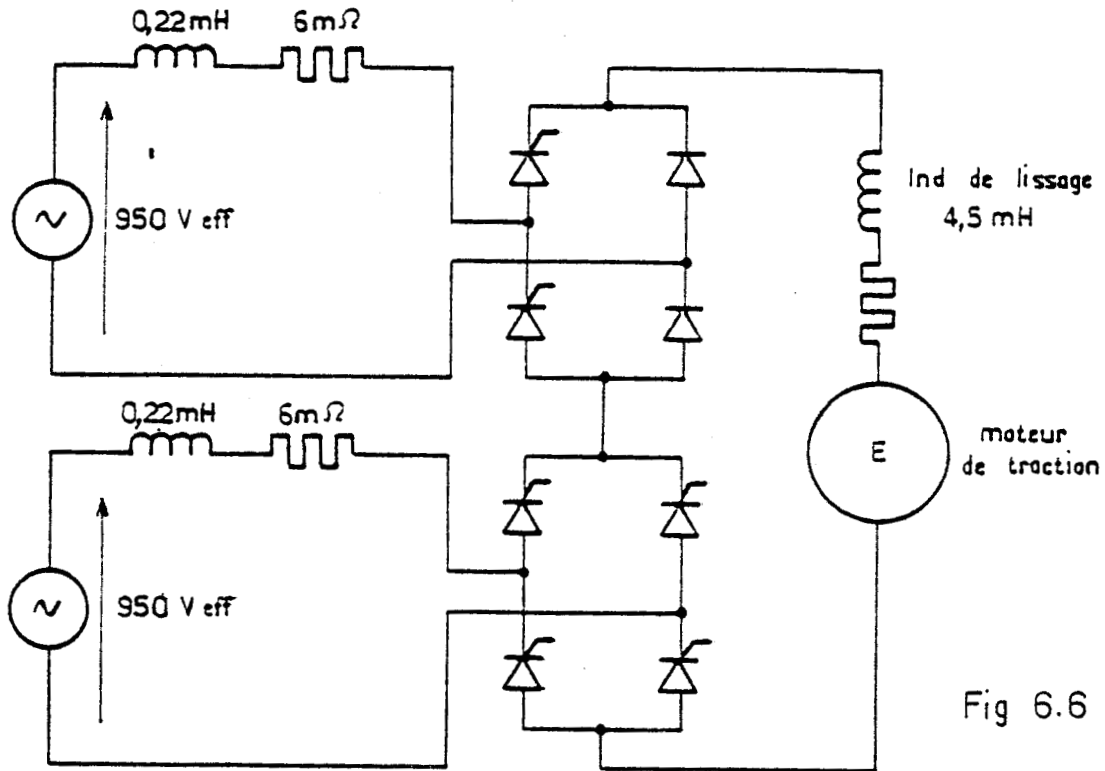 0,22mH
6mΩ
950 V eff
Ind de lissage
4,5 mH
0,22mH
6mΩ
950 V eff
E
moteur
de traction
Fig 6.6